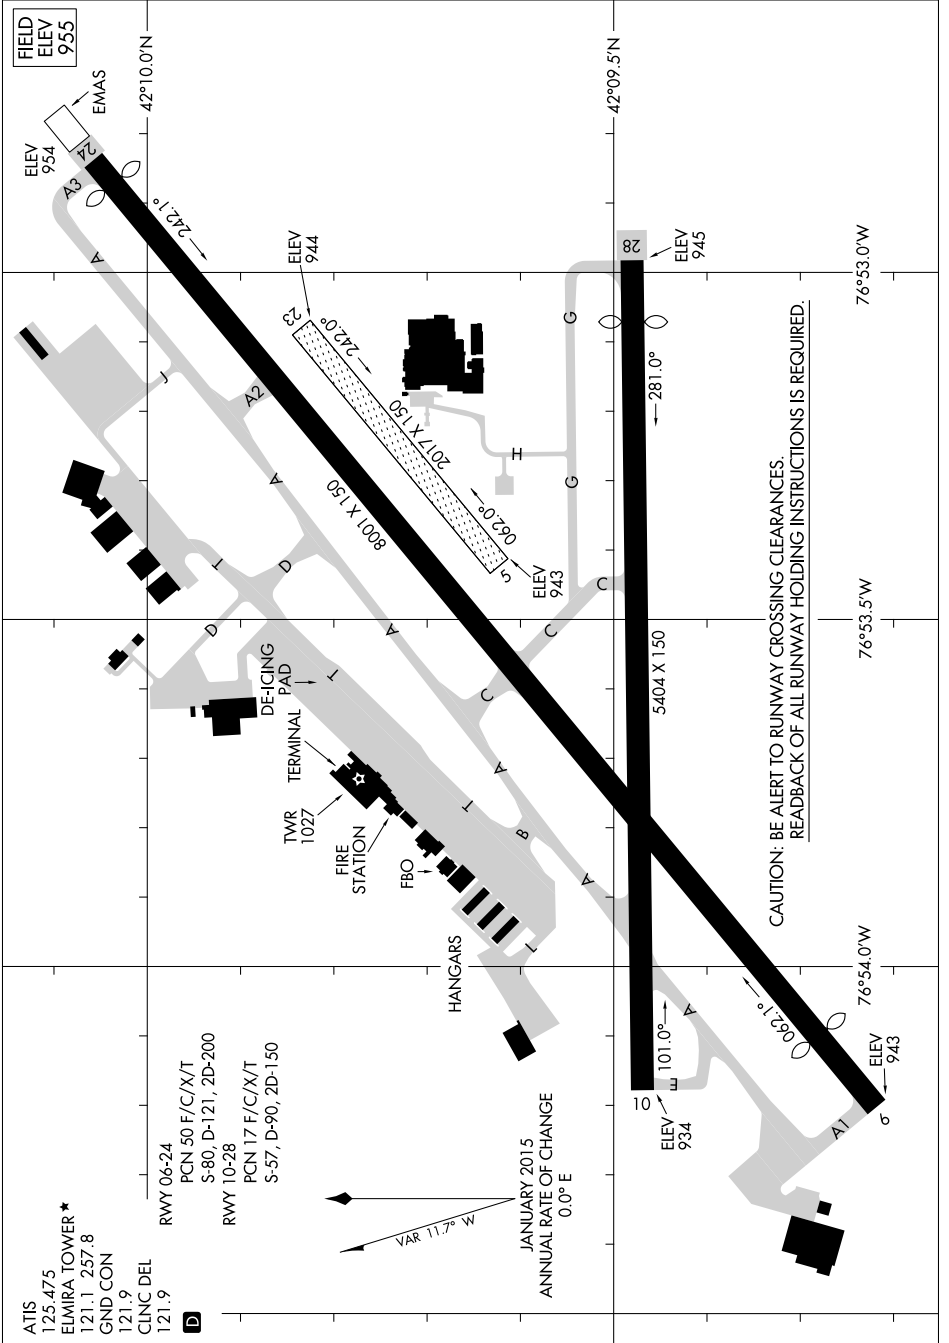 FIELD
ELEV
955
ATIS
125.475
ELMIRA TOWER★
121.1 257.8
GND CON
121.9
CLNC DEL
121.9
D
RWY 06-24
PCN 50 F/C/X/T
S-80, D-121, 2D-200
RWY 10-28
PCN 17 F/C/X/T
S-57, D-90, 2D-150
VAR 11.7° W
JANUARY 2015
ANNUAL RATE OF CHANGE
0.0° E
42°10.0'N
42°09.5'N
76°53.0'W
76°53.5'W
76°54.0'W
EMAS
ELEV
954
24
A3
242.1°
A
J
A2
A
8001 X 150
ELEV
944
23
242.0°
2017 X 150
062.0°
5
ELEV
943
G
G
H
28
ELEV
945
281.0°
5404 X 150
T
D
D
A
T
DE-ICING
PAD
TERMINAL
TWR
1027
FIRE
STATION
FBO
HANGARS
C
C
C
A
T
B
A
L
A
E
10
101.0°
ELEV
934
062.1°
A1
6
ELEV
943
CAUTION: BE ALERT TO RUNWAY CROSSING CLEARANCES.
READBACK OF ALL RUNWAY HOLDING INSTRUCTIONS IS REQUIRED.